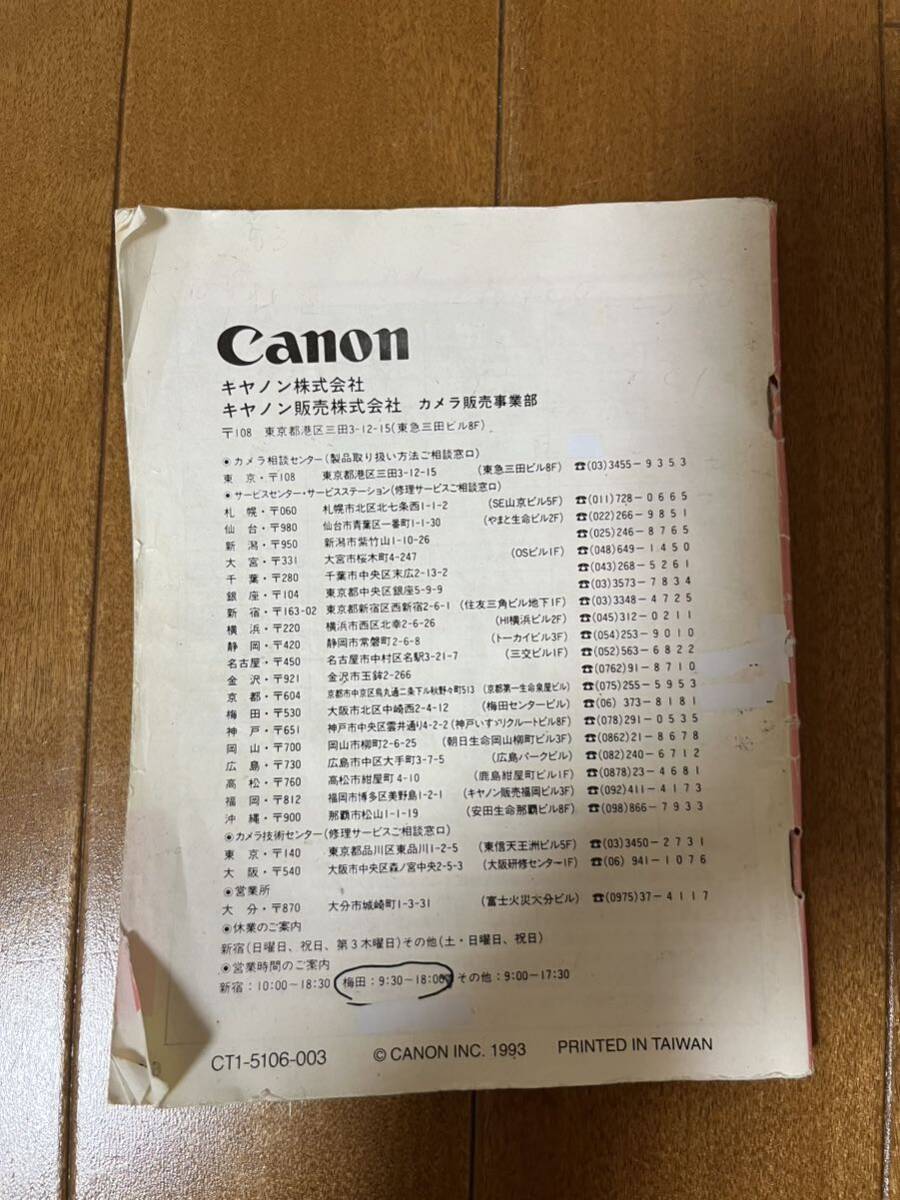 Canon
キヤノン株式会社
キヤノン販売株式会社 カメラ販売事業部
〒108 東京都港区三田3-12-15(東急三田ビル8F)
◉カメラ相談センター(製品取り扱い方法ご相談窓口)
東京・〒108 東京都港区三田3-12-15 (東急三田ビル8F) ☎(03)3455-9353
◉サービスセンター・サービスステーション(修理サービスご相談窓口)
札幌・〒060 札幌市北区北七条西1-1-2 (SE山京ビル5F) ☎(011)728-0665
仙台・〒980 仙台市青葉区一番町1-1-30 (やまと生命ビル2F) ☎(022)266-9851
新潟・〒950 新潟市紫竹山1-10-26 ☎(025)246-8765
大宮・〒331 大宮市桜木町4-247 (OSビル1F) ☎(048)649-1450
千葉・〒280 千葉市中央区末広2-13-2 ☎(043)268-5261
銀座・〒104 東京都中央区銀座5-9-9 ☎(03)3573-7834
新宿・〒163-02 東京都新宿区西新宿2-6-1 (住友三角ビル地下1F) ☎(03)3348-4725
横浜・〒220 横浜市西区北幸2-6-26 (HI横浜ビル2F) ☎(045)312-0211
静岡・〒420 静岡市常磐町2-6-8 (トーカイビル3F) ☎(054)253-9010
名古屋・〒450 名古屋市中村区名駅3-21-7 (三交ビル1F) ☎(052)563-6822
金沢・〒921 金沢市玉鉾2-266 ☎(0762)91-8710
京都・〒604 京都市中京区烏丸通二条下ル秋野々町513 (京都第一生命泉屋ビル) ☎(075)255-5953
梅田・〒530 大阪市北区中崎西2-4-12 (梅田センタービル) ☎(06)373-8181
神戸・〒651 神戸市中央区雲井通り4-2-2 (神戸いすゞリクルートビル8F) ☎(078)291-0535
岡山・〒700 岡山市柳町2-6-25 (朝日生命岡山柳町ビル3F) ☎(0862)21-8678
広島・〒730 広島市中区大手町3-7-5 (広島パークビル) ☎(082)240-6712
高松・〒760 高松市紺屋町4-10 (鹿島紺屋町ビル1F) ☎(0878)23-4681
福岡・〒812 福岡市博多区美野島1-2-1 (キヤノン販売福岡ビル3F) ☎(092)411-4173
沖縄・〒900 那覇市松山1-1-19 (安田生命那覇ビル8F) ☎(098)866-7933
◉カメラ技術センター(修理サービスご相談窓口)
東京・〒140 東京都品川区東品川1-2-5 (東信天王洲ビル5F) ☎(03)3450-2731
大阪・〒540 大阪市中央区森ノ宮中央2-5-3 (大阪研修センター1F) ☎(06)941-1076
◉営業所
大分・〒870 大分市城崎町1-3-31 (富士火災大分ビル) ☎(0975)37-4117
◉休業のご案内
新宿(日曜日、祝日、第3木曜日)その他(土・日曜日、祝日)
◉営業時間のご案内
新宿:10:00〜18:30 梅田:9:30〜18:00 その他:9:00〜17:30
CT1-5106-003 © CANON INC. 1993 PRINTED IN TAIWAN